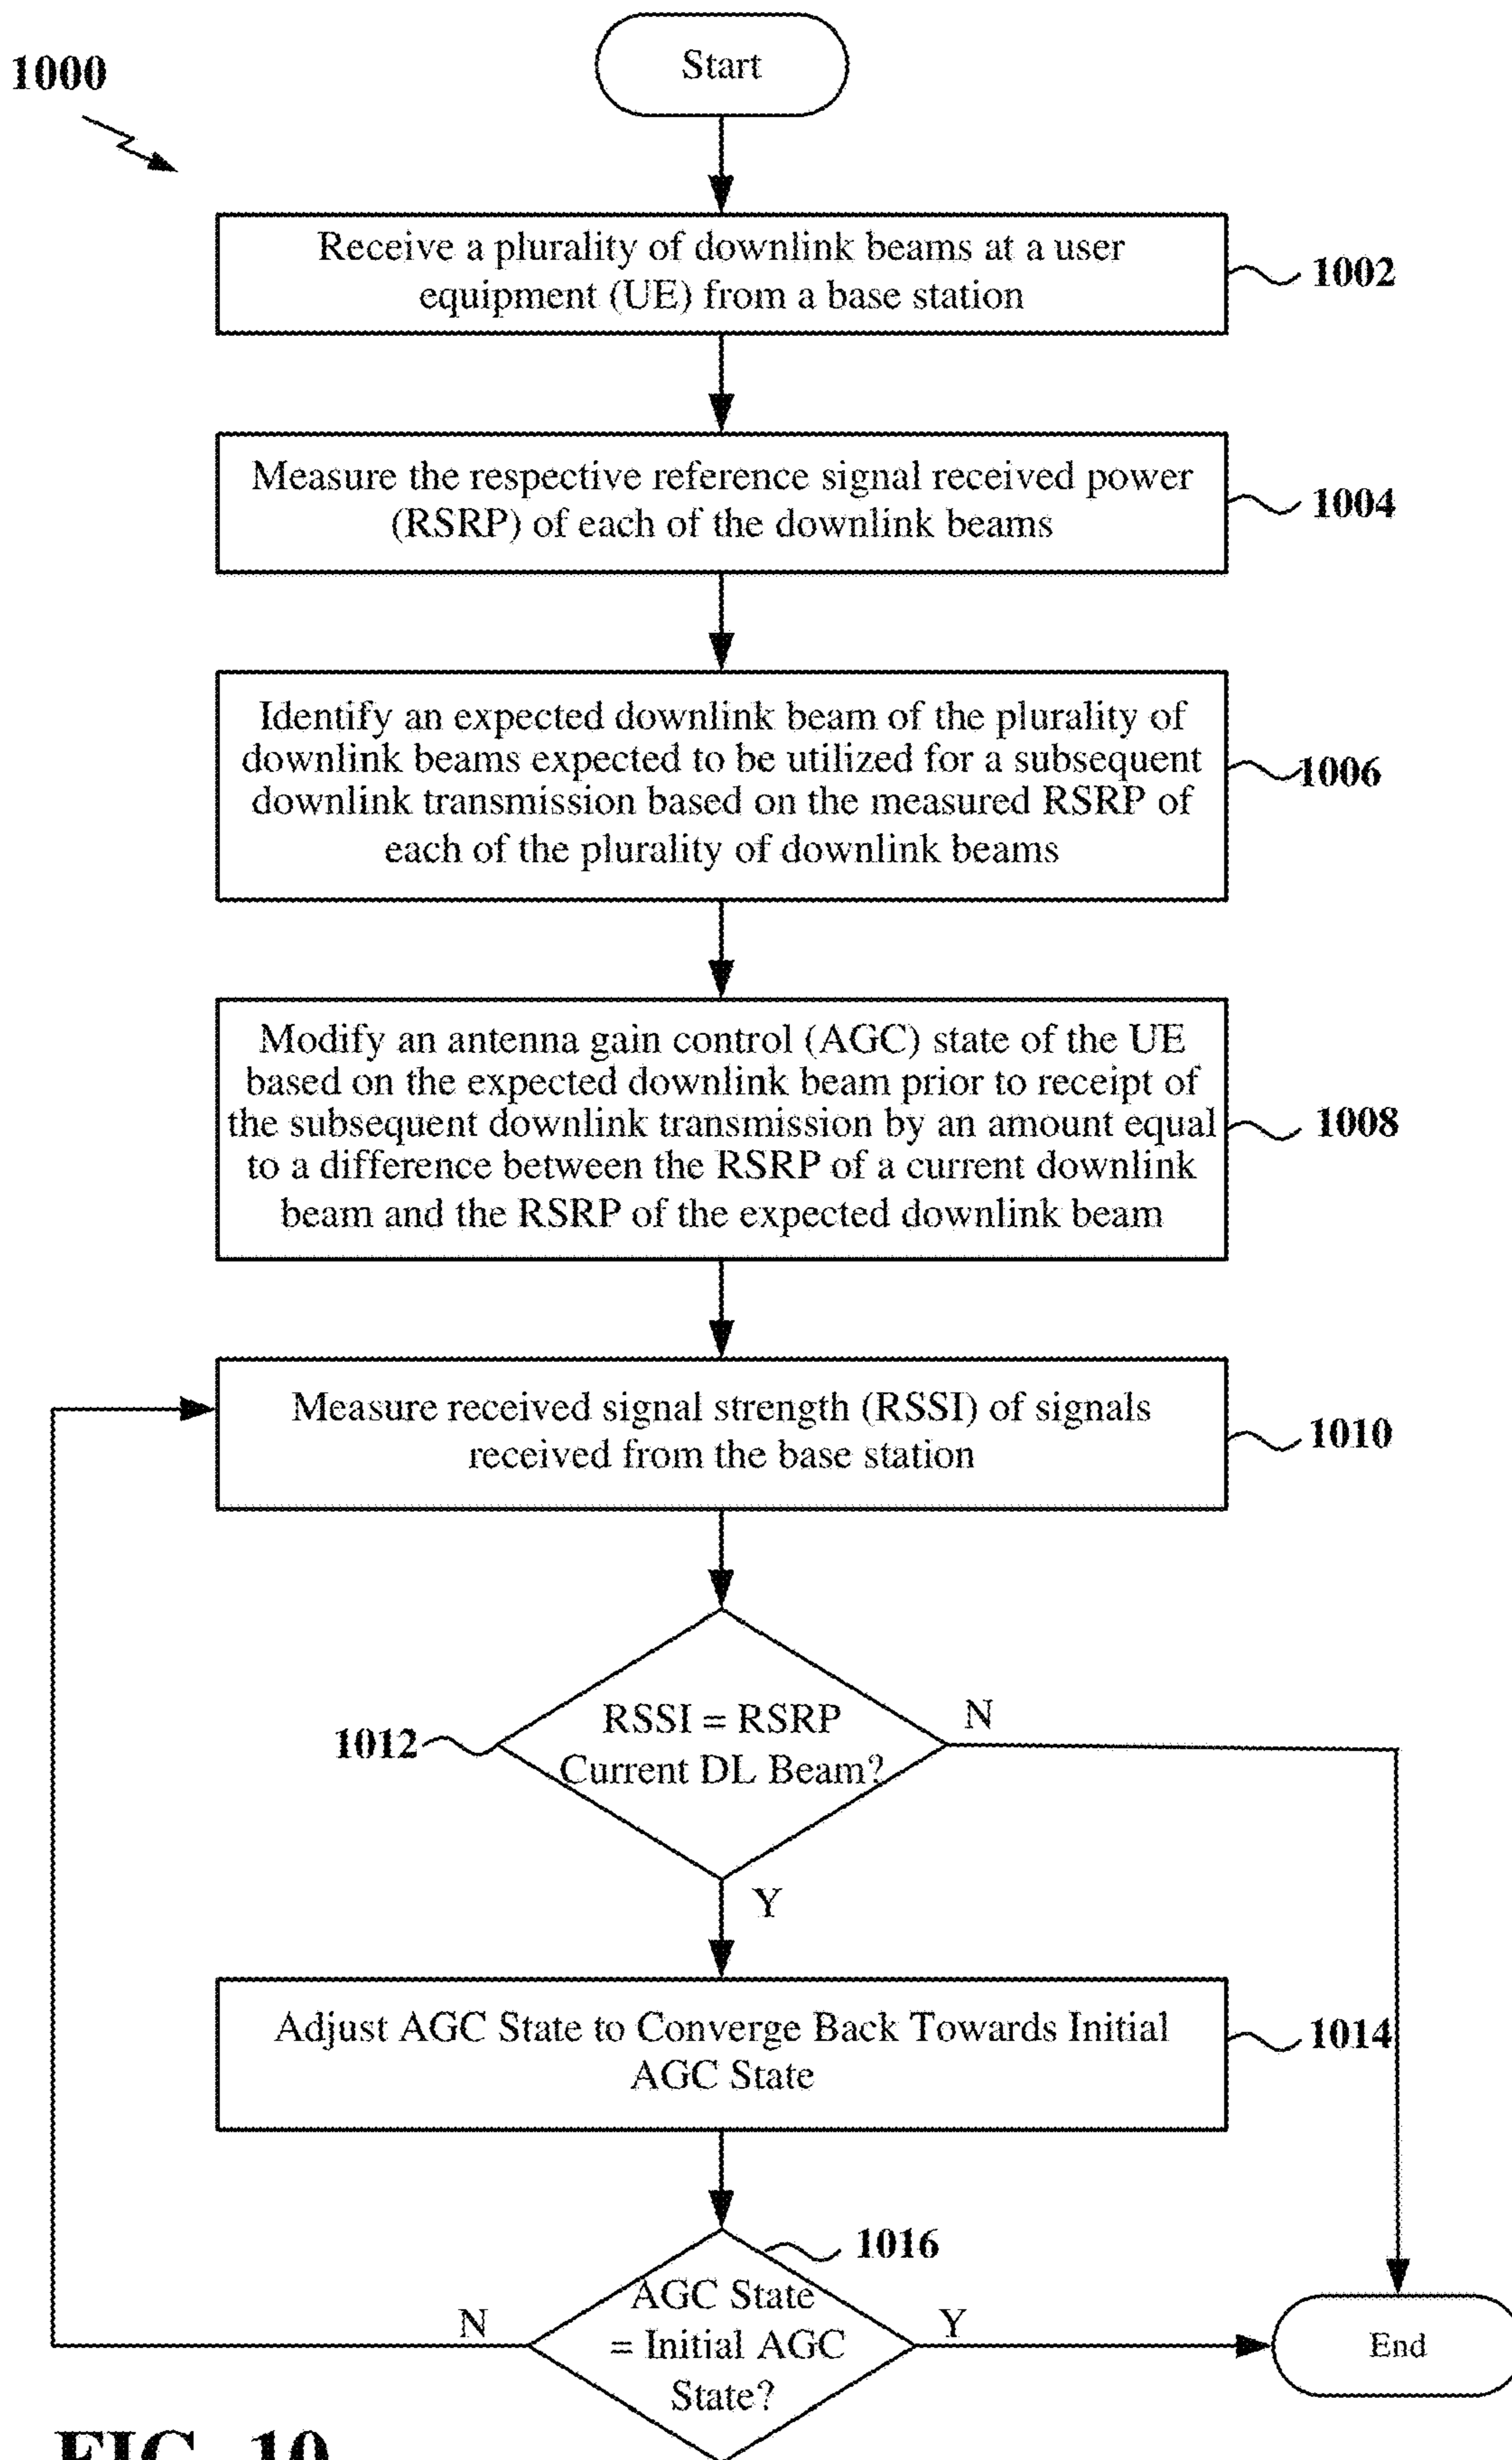 1000
Start
Receive a plurality of downlink beams at a user
equipment (UE) from a base station
1002
Measure the respective reference signal received power
(RSRP) of each of the downlink beams
1004
Identify an expected downlink beam of the plurality of
downlink beams expected to be utilized for a subsequent
downlink transmission based on the measured RSRP of
each of the plurality of downlink beams
1006
Modify an antenna gain control (AGC) state of the UE
based on the expected downlink beam prior to receipt of
the subsequent downlink transmission by an amount equal
to a difference between the RSRP of a current downlink
beam and the RSRP of the expected downlink beam
1008
Measure received signal strength (RSSI) of signals
received from the base station
1010
1012
RSSI = RSRP
Current DL Beam?
N
Y
Adjust AGC State to Converge Back Towards Initial
AGC State
1014
1016
AGC State
= Initial AGC
State?
N
Y
End
FIG. 10